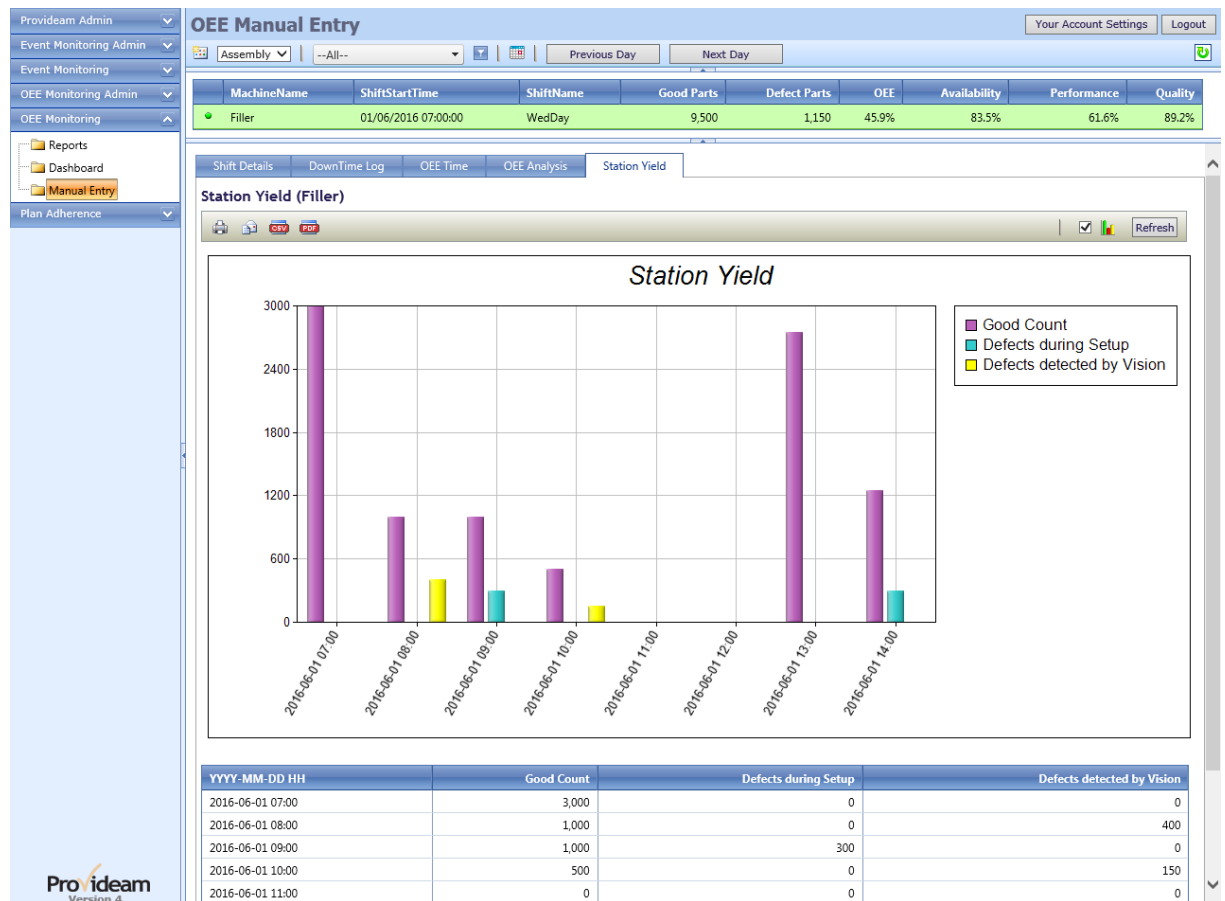 Provideam Admin
Event Monitoring Admin
Event Monitoring
OEE Monitoring Admin
OEE Monitoring
Reports
Dashboard
Manual Entry
Plan Adherence
Provideam
Version 4
OEE Manual Entry
Your Account Settings Logout
Assembly --All-- Previous Day Next Day
MachineName ShiftStartTime ShiftName Good Parts Defect Parts OEE Availability Performance Quality
Filler 01/06/2016 07:00:00 WedDay 9,500 1,150 45.9% 83.5% 61.6% 89.2%
Shift Details DownTime Log OEE Time OEE Analysis Station Yield
Station Yield (Filler)
CSV PDF Refresh
Station Yield
3000
2400
1800
1200
600
0
Good Count
Defects during Setup
Defects detected by Vision
2016-06-01 07:00
2016-06-01 08:00
2016-06-01 09:00
2016-06-01 10:00
2016-06-01 11:00
2016-06-01 12:00
2016-06-01 13:00
2016-06-01 14:00
YYYY-MM-DD HH Good Count Defects during Setup Defects detected by Vision
2016-06-01 07:00 3,000 0 0
2016-06-01 08:00 1,000 0 400
2016-06-01 09:00 1,000 300 0
2016-06-01 10:00 500 0 150
2016-06-01 11:00 0 0 0